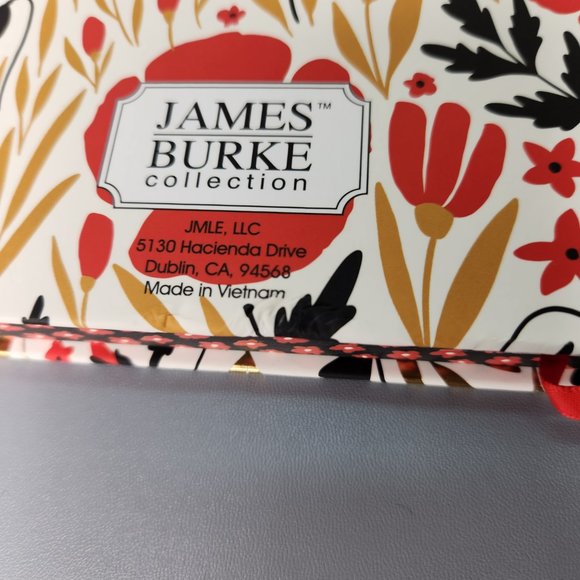 JAMES™
BURKE
collection
JMLE, LLC
5130 Hacienda Drive
Dublin, CA, 94568
Made in Vietnam